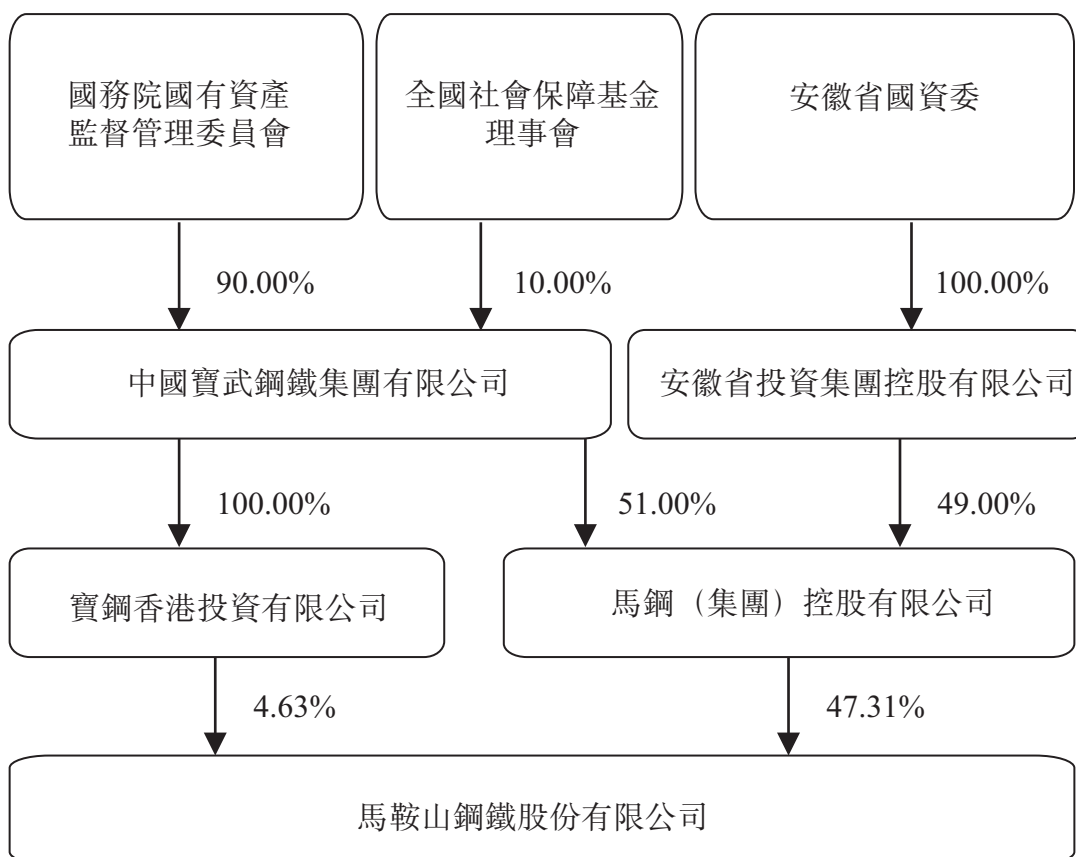 國務院國有資產
監督管理委員會
全國社會保障基金
理事會
安徽省國資委
90.00%
10.00%
100.00%
中國寶武鋼鐵集團有限公司
安徽省投資集團控股有限公司
100.00%
51.00%
49.00%
寶鋼香港投資有限公司
馬鋼（集團）控股有限公司
4.63%
47.31%
馬鞍山鋼鐵股份有限公司